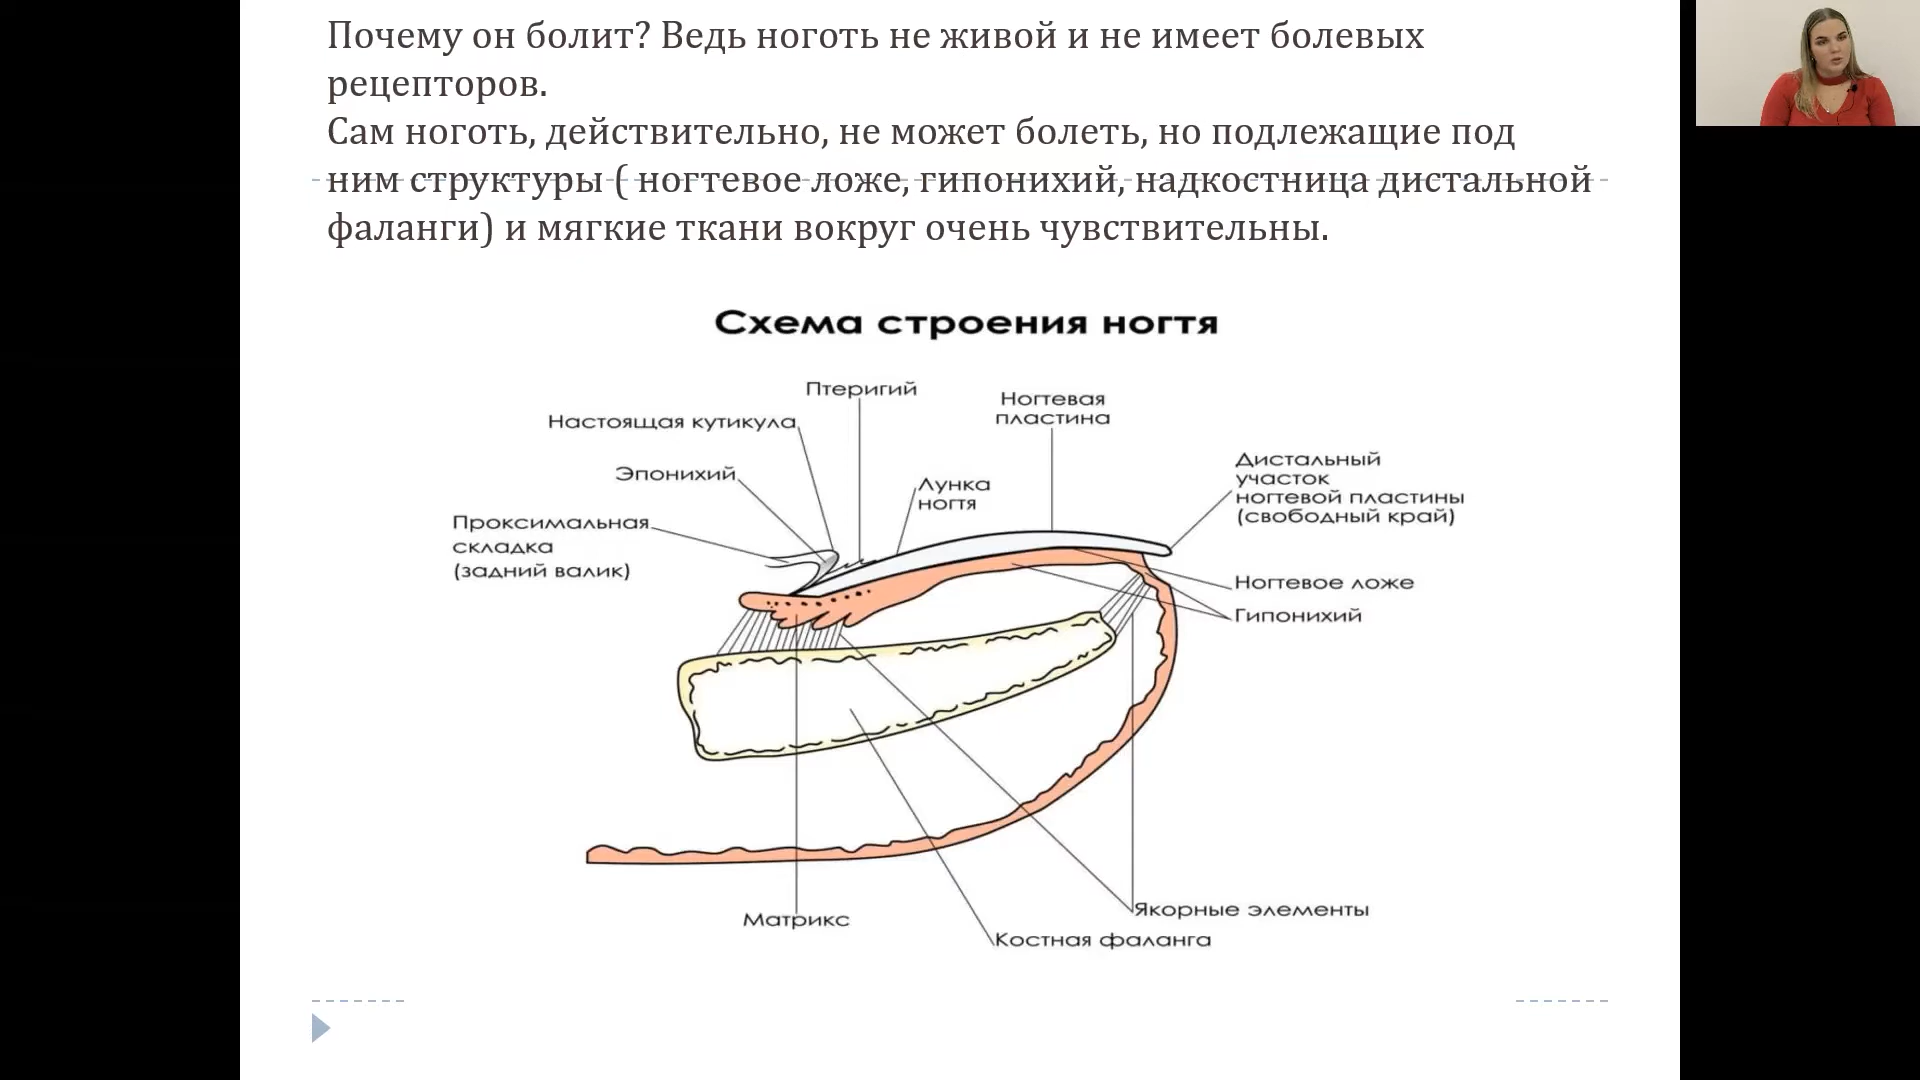 Почему он болит? Ведь ноготь не живой и не имеет болевых
рецепторов.
Сам ноготь, действительно, не может болеть, но подлежащие под
ним структуры ( ногтевое ложе, гипонихий, надкостница дистальной
фаланги) и мягкие ткани вокруг очень чувствительны.
Схема строения ногтя
Птеригий
Ногтевая
пластина
Настоящая кутикула
Эпонихий
Лунка
ногтя
Дистальный
участок
ногтевой пластины
(свободный край)
Проксимальная
складка
(задний валик)
Ногтевое ложе
Гипонихий
Матрикс
Якорные элементы
Костная фаланга